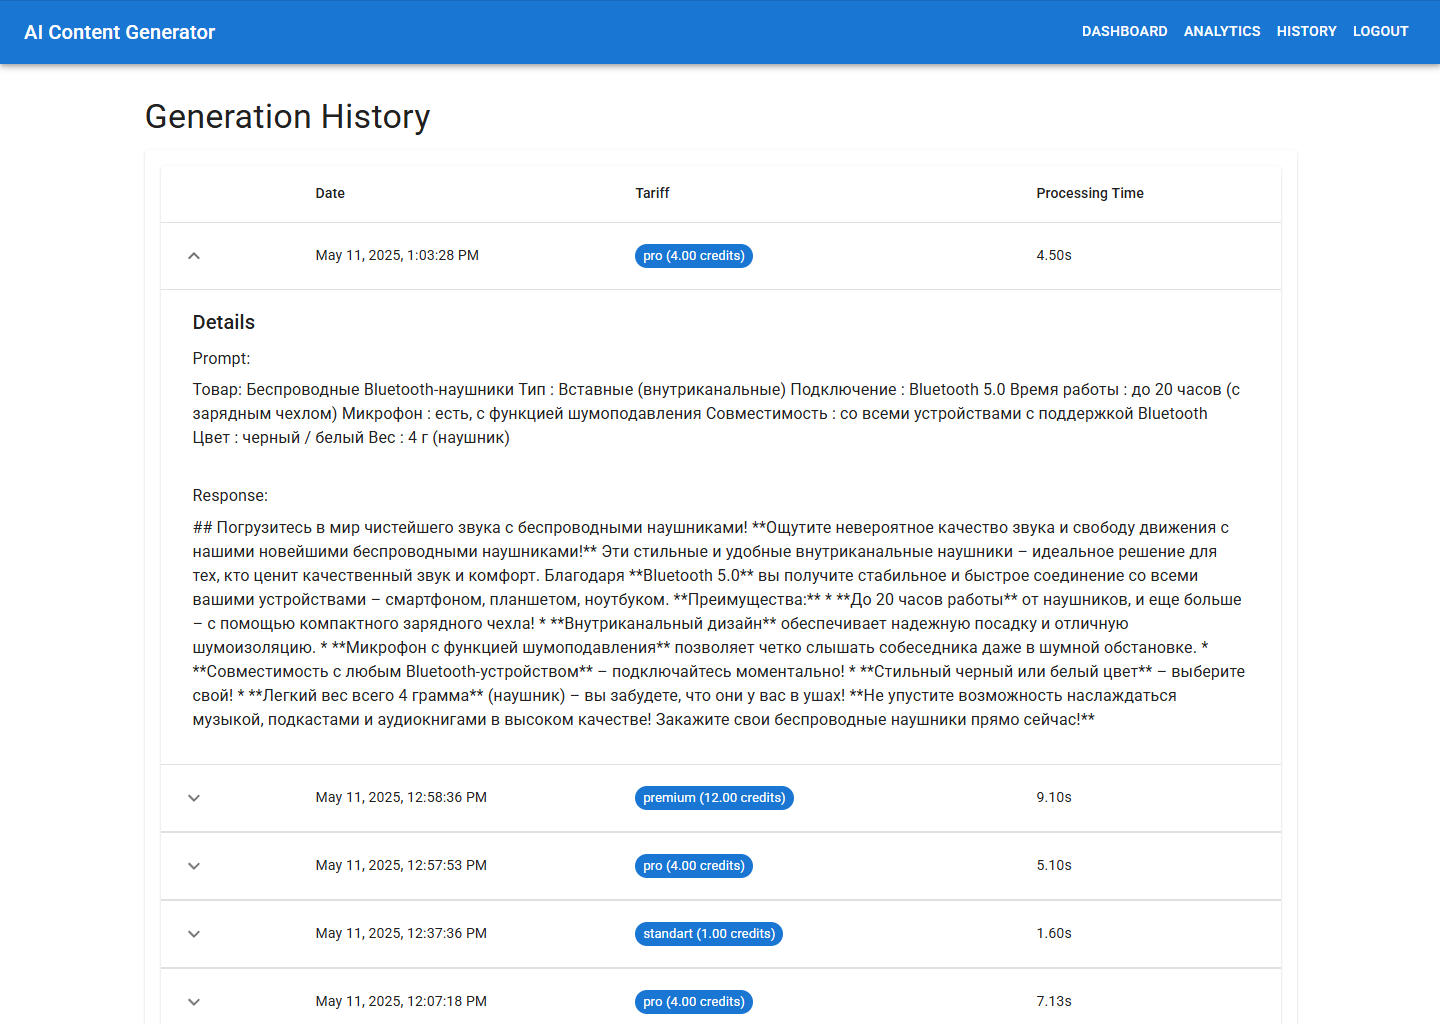 AI Content Generator
DASHBOARD ANALYTICS HISTORY LOGOUT
Generation History
Date Tariff Processing Time
May 11, 2025, 1:03:28 PM pro (4.00 credits) 4.50s
Details
Prompt:
Товар: Беспроводные Bluetooth-наушники Тип : Вставные (внутриканальные) Подключение : Bluetooth 5.0 Время работы : до 20 часов (с
зарядным чехлом) Микрофон : есть, с функцией шумоподавления Совместимость : со всеми устройствами с поддержкой Bluetooth
Цвет : черный / белый Вес : 4 г (наушник)
Response:
## Погрузитесь в мир чистейшего звука с беспроводными наушниками! **Ощутите невероятное качество звука и свободу движения с
нашими новейшими беспроводными наушниками!** Эти стильные и удобные внутриканальные наушники – идеальное решение для
тех, кто ценит качественный звук и комфорт. Благодаря **Bluetooth 5.0** вы получите стабильное и быстрое соединение со всеми
вашими устройствами – смартфоном, планшетом, ноутбуком. **Преимущества:** * **До 20 часов работы** от наушников, и еще больше
– с помощью компактного зарядного чехла! * **Внутриканальный дизайн** обеспечивает надежную посадку и отличную
шумоизоляцию. * **Микрофон с функцией шумоподавления** позволяет четко слышать собеседника даже в шумной обстановке. *
**Совместимость с любым Bluetooth-устройством** – подключайтесь моментально! * **Стильный черный или белый цвет** – выберите
свой! * **Легкий вес всего 4 грамма** (наушник) – вы забудете, что они у вас в ушах! **Не упустите возможность наслаждаться
музыкой, подкастами и аудиокнигами в высоком качестве! Закажите свои беспроводные наушники прямо сейчас!**
May 11, 2025, 12:58:36 PM premium (12.00 credits) 9.10s
May 11, 2025, 12:57:53 PM pro (4.00 credits) 5.10s
May 11, 2025, 12:37:36 PM standart (1.00 credits) 1.60s
May 11, 2025, 12:07:18 PM pro (4.00 credits) 7.13s